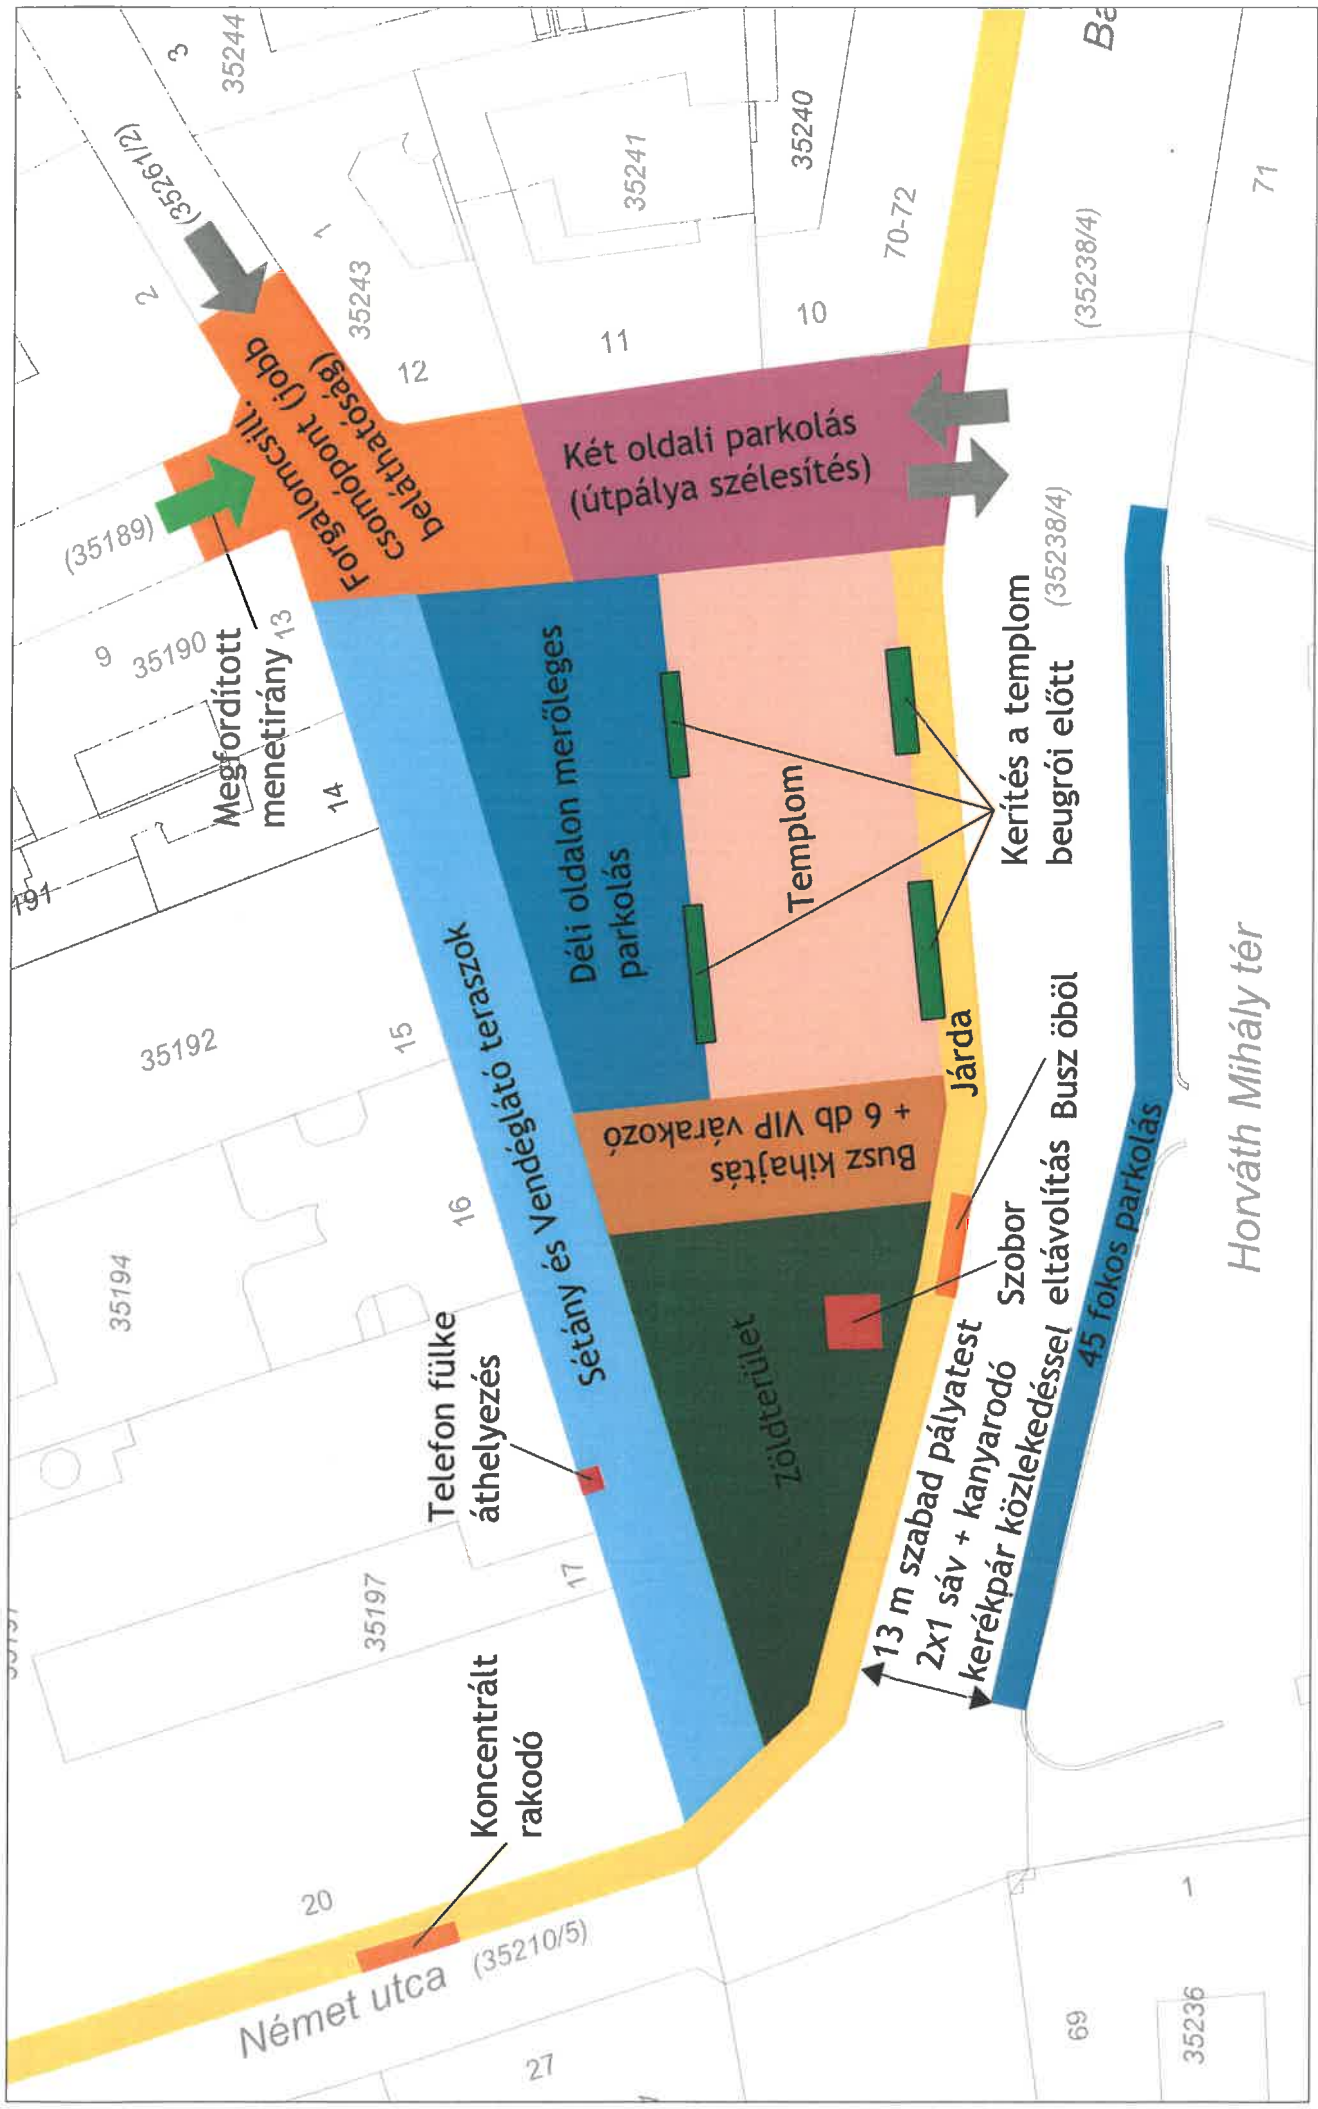 Német utca
(35210/5)
20
27
Koncentrált
rakodó
35197
17
Telefon fülke
áthelyezés
35194
16
35192
15
14
Megfordított
menetirány
13
9
35190
(35189)
2
(35261/2)
3
35244
1
35243
12
11
35241
10
35240
70-72
(35238/4)
71
Forgalomcsill.
csomópont (jobb
beláthatóság)
Két oldali parkolás
(útpálya szélesítés)
Sétány és Vendéglátó teraszok
Déli oldalon merőleges
parkolás
Templom
Busz kihajtás
+ 6 db VIP várakozó
Zöldterület
Járda
Kerítés a templom
beugrói előtt
(35238/4)
Busz öböl
Szobor
eltávolítás
13 m szabad pályatest
2x1 sáv + kanyarodó
kerékpár közlekedéssel
45 fokos parkolás
Horváth Mihály tér
69
35236
1